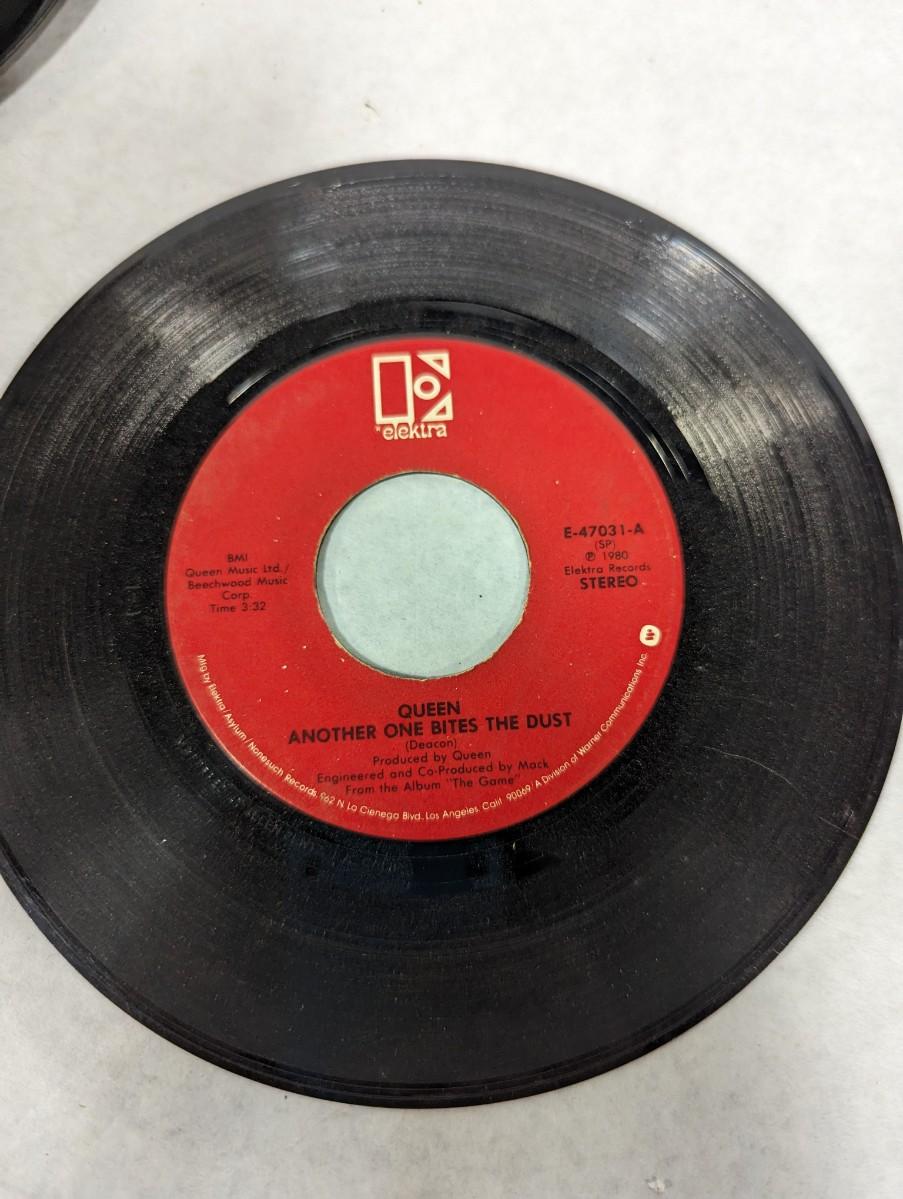 elektra
E-47031-A
(SP)
℗ 1980
Elektra Records
STEREO
BMI
Queen Music Ltd./
Beechwood Music
Corp.
Time 3:32
QUEEN
ANOTHER ONE BITES THE DUST
(Deacon)
Produced by Queen
Engineered and Co-Produced by Mack
From the Album "The Game"
Mfg by Elektra/Asylum/Nonesuch Records, 962 N. La Cienega Blvd., Los Angeles, Calif. 90069/A Division of Warner Communications Inc.